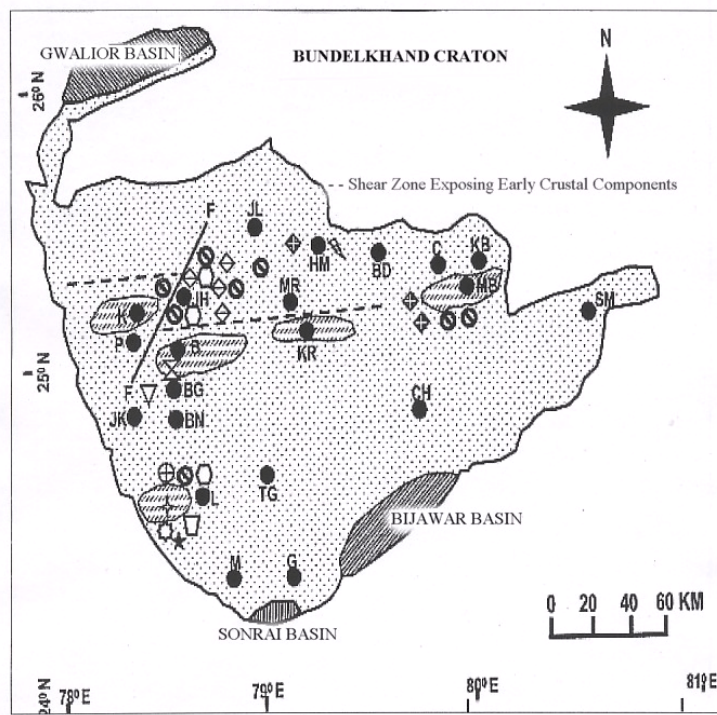 GWALIOR BASIN
BUNDELKHAND CRATON
N
26° N
Shear Zone Exposing Early Crustal Components
F
JL
HM
BD
C
KB
MB
SM
MR
JH
K
P
B
KR
25° N
F
BG
JK
BN
CH
TG
L
BIJAWAR BASIN
M
G
0 20 40 60 KM
SONRAI BASIN
24° N
78° E
79° E
80° E
81° E